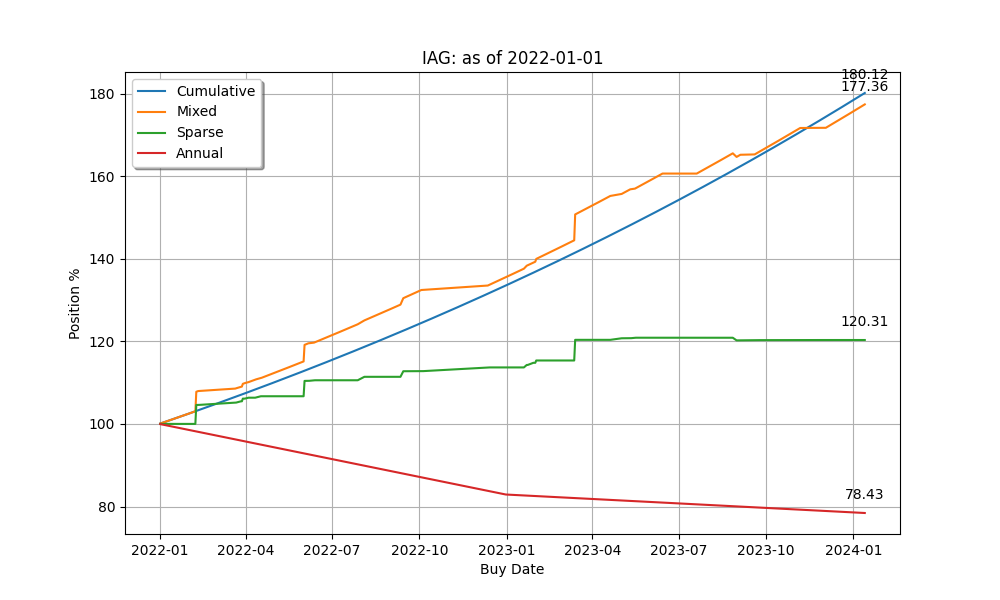 IAG: as of 2022-01-01
180.12
177.36
Cumulative
Mixed
Sparse
Annual
180
160
140
120
100
80
Position %
120.31
78.43
2022-01
2022-04
2022-07
2022-10
2023-01
2023-04
2023-07
2023-10
2024-01
Buy Date